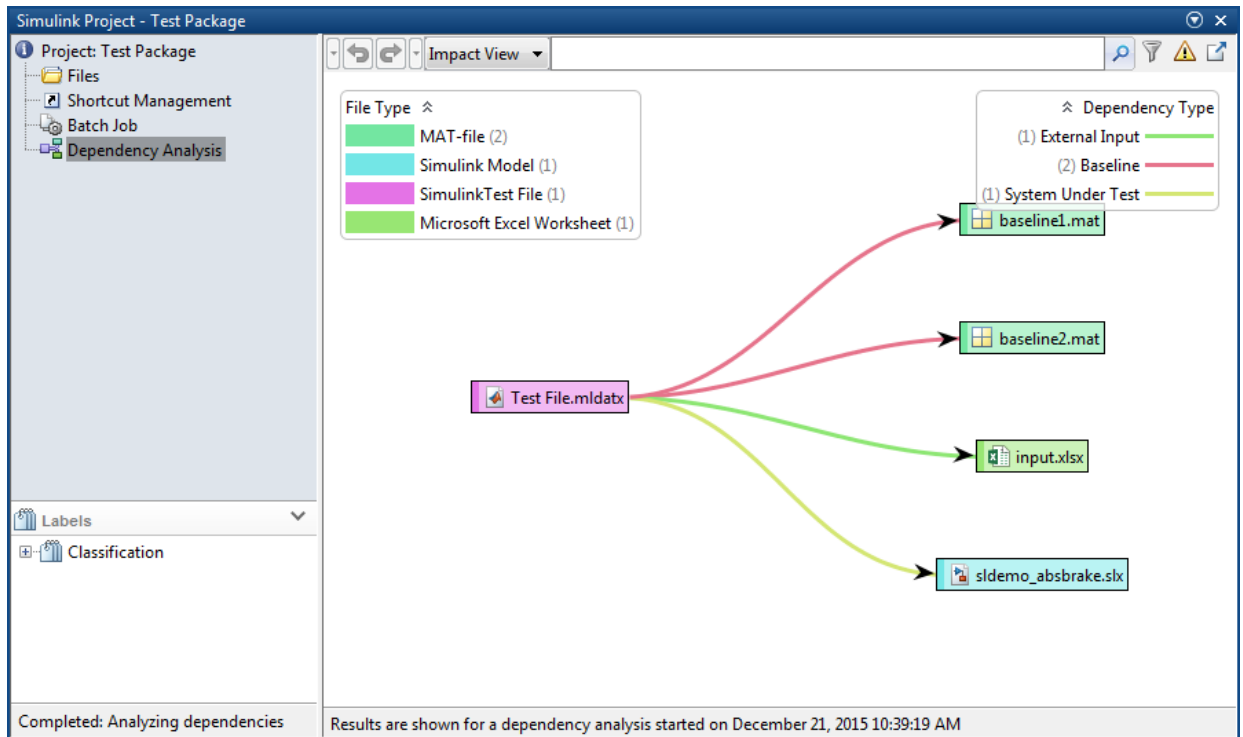 Simulink Project - Test Package
Project: Test Package
Files
Shortcut Management
Batch Job
Dependency Analysis
Labels
Classification
Completed: Analyzing dependencies
Impact View
File Type
MAT-file (2)
Simulink Model (1)
SimulinkTest File (1)
Microsoft Excel Worksheet (1)
Dependency Type
(1) External Input
(2) Baseline
(1) System Under Test
baseline1.mat
baseline2.mat
Test File.mldatx
input.xlsx
sldemo_absbrake.slx
Results are shown for a dependency analysis started on December 21, 2015 10:39:19 AM